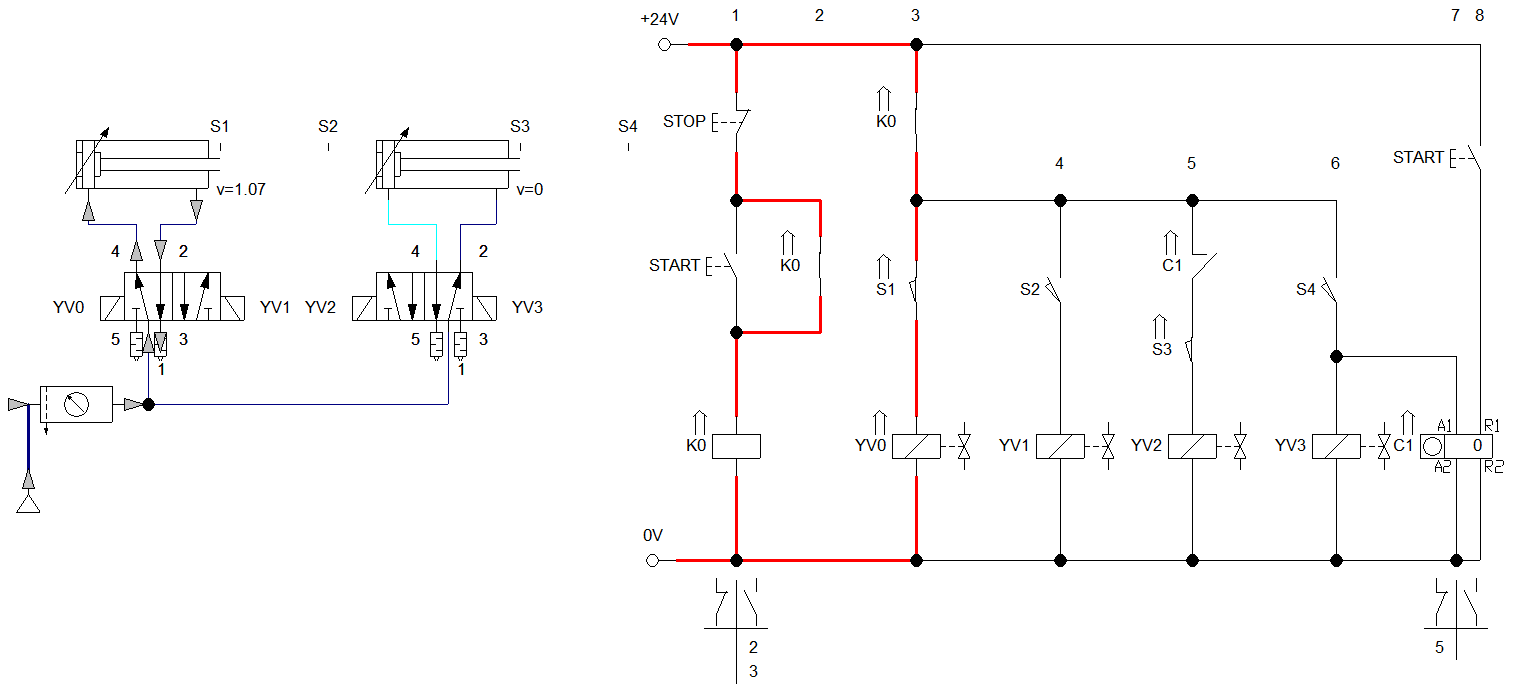 +24V 1 2 3 7 8
STOP K0
S1 S2 S3 S4
START
4 5 6
v=1.07 v=0
4 2 4 2
START K0 S1 S2 C1 S4
YV0 YV1 YV2 YV3
5 3 5 3
S3
1 1
A1 R1
K0 YV0 YV1 YV2 YV3 C1 0
A2 R2
0V
2 5
3